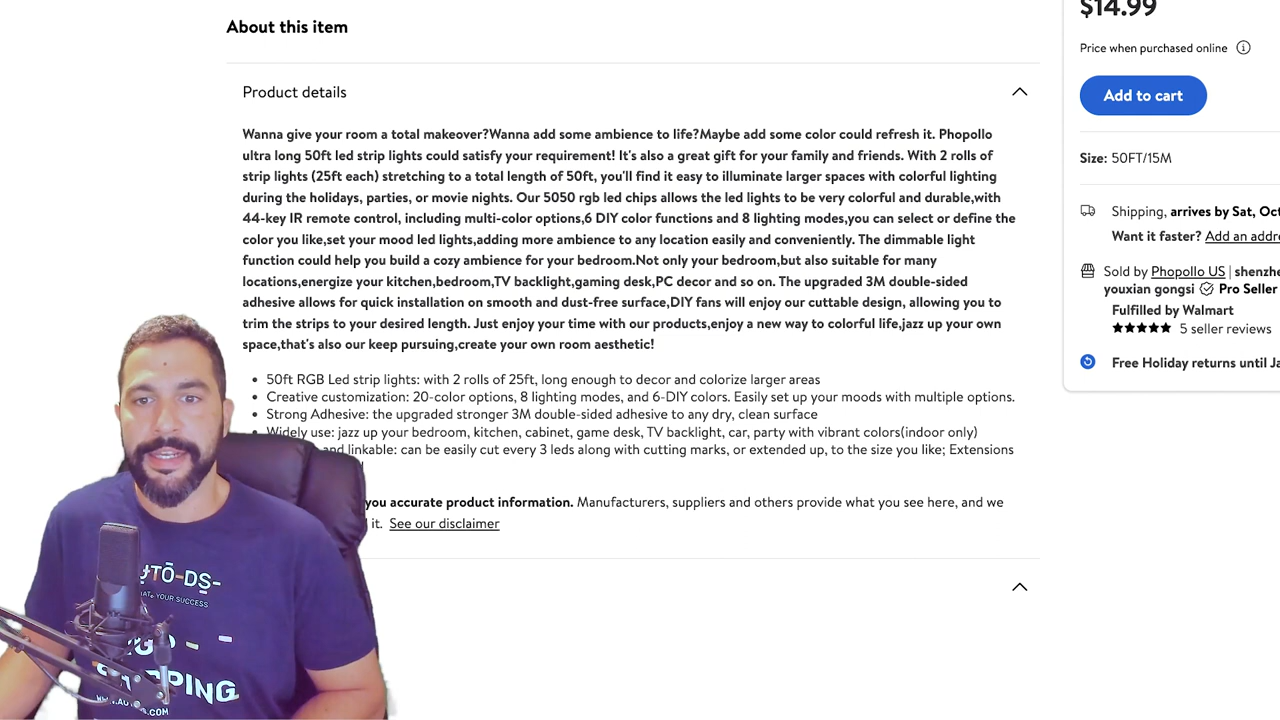 $14.99
About this item
Price when purchased online
Product details
Add to cart
Wanna give your room a total makeover?Wanna add some ambience to life?Maybe add some color could refresh it. Phopollo
ultra long 50ft led strip lights could satisfy your requirement! It's also a great gift for your family and friends. With 2 rolls of
strip lights (25ft each) stretching to a total length of 50ft, you'll find it easy to illuminate larger spaces with colorful lighting
during the holidays, parties, or movie nights. Our 5050 rgb led chips allows the led lights to be very colorful and durable,with
44-key IR remote control, including multi-color options,6 DIY color functions and 8 lighting modes,you can select or define the
color you like,set your mood led lights,adding more ambience to any location easily and conveniently. The dimmable light
function could help you build a cozy ambience for your bedroom.Not only your bedroom,but also suitable for many
locations,energize your kitchen,bedroom,TV backlight,gaming desk,PC decor and so on. The upgraded 3M double-sided
adhesive allows for quick installation on smooth and dust-free surface,DIY fans will enjoy our cuttable design, allowing you to
trim the strips to your desired length. Just enjoy your time with our products,enjoy a new way to colorful life,jazz up your own
space,that's also our keep pursuing,create your own room aesthetic!
50ft RGB Led strip lights: with 2 rolls of 25ft, long enough to decor and colorize larger areas
Creative customization: 20-color options, 8 lighting modes, and 6-DIY colors. Easily set up your moods with multiple options.
Strong Adhesive: the upgraded stronger 3M double-sided adhesive to any dry, clean surface
Widely use: jazz up your bedroom, kitchen, cabinet, game desk, TV backlight, car, party with vibrant colors(indoor only)
and linkable: can be easily cut every 3 leds along with cutting marks, or extended up, to the size you like; Extensions
you accurate product information. Manufacturers, suppliers and others provide what you see here, and we
it. See our disclaimer
Size: 50FT/15M
Shipping, arrives by Sat, Oct
Want it faster? Add an addre
Sold by Phopollo US | shenzhe
youxian gongsi Pro Seller
Fulfilled by Walmart
★★★★★ 5 seller reviews
Free Holiday returns until Ja
YOUR SUCCESS